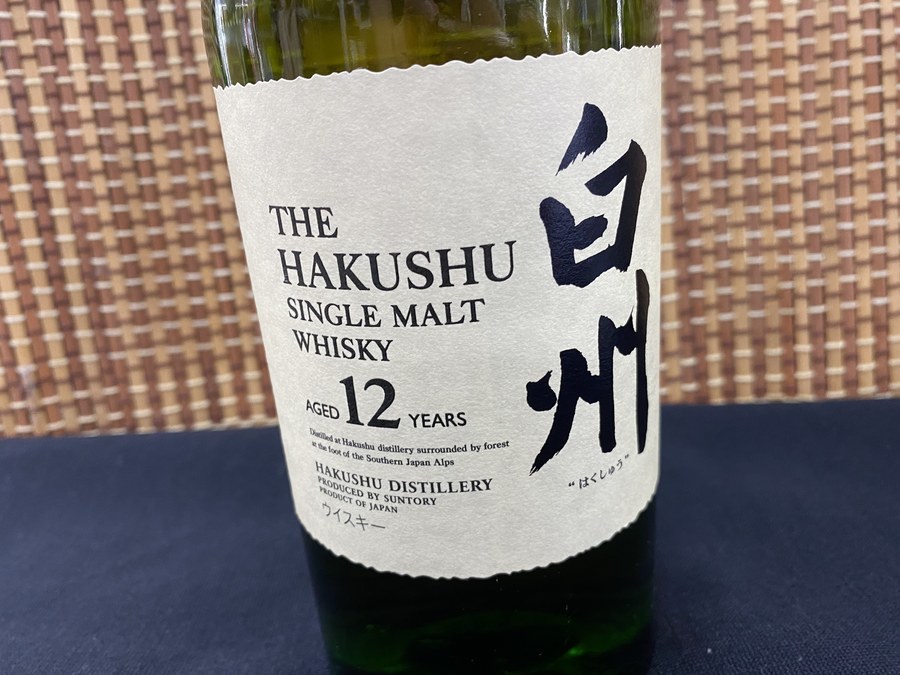 THE
HAKUSHU
SINGLE MALT
WHISKY
AGED 12 YEARS
Distilled at Hakushu distillery surrounded by forest
at the foot of the Southern Japan Alps
HAKUSHU DISTILLERY
PRODUCED BY SUNTORY
PRODUCT OF JAPAN
ウイスキー
白州
“はくしゅう”